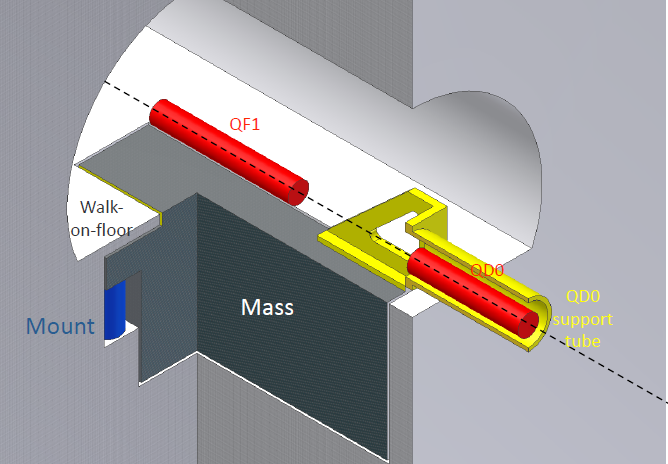 QF1
Walk-
on-floor
QD0
QD0
support
tube
Mass
Mount